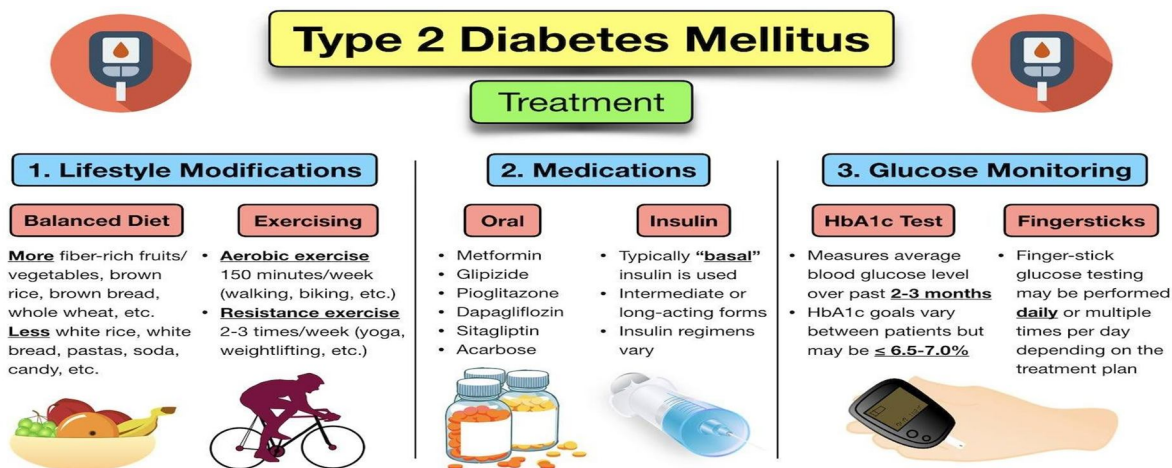 Type 2 Diabetes Mellitus
Treatment
1. Lifestyle Modifications
Balanced Diet
More fiber-rich fruits/
vegetables, brown
rice, brown bread,
whole wheat, etc.
Less white rice, white
bread, pastas, soda,
candy, etc.
Exercising
• Aerobic exercise
150 minutes/week
(walking, biking, etc.)
• Resistance exercise
2-3 times/week (yoga,
weightlifting, etc.)
2. Medications
Oral
• Metformin
• Glipizide
• Pioglitazone
• Dapagliflozin
• Sitagliptin
• Acarbose
Insulin
• Typically “basal”
insulin is used
• Intermediate or
long-acting forms
• Insulin regimens
vary
3. Glucose Monitoring
HbA1c Test
• Measures average
blood glucose level
over past 2-3 months
• HbA1c goals vary
between patients but
may be ≤ 6.5-7.0%
Fingersticks
• Finger-stick
glucose testing
may be performed
daily or multiple
times per day
depending on the
treatment plan